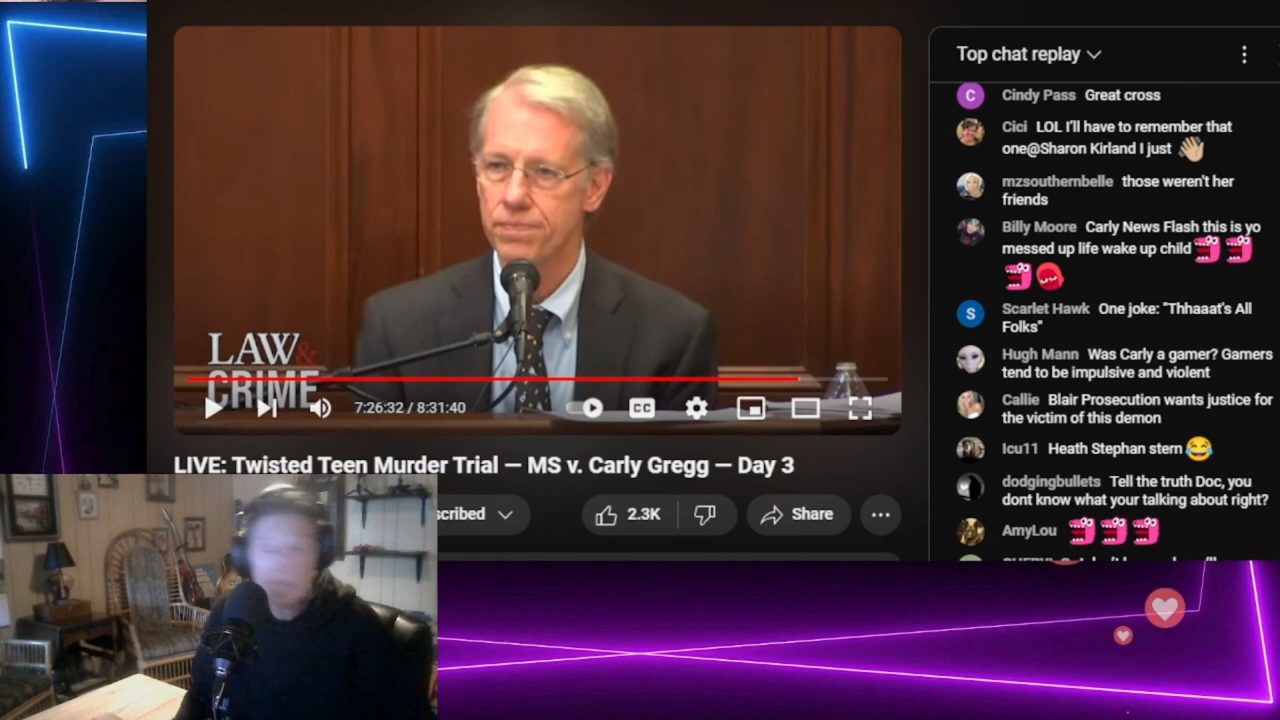 Top chat replay
C
Cindy Pass Great cross
Cici LOL I'll have to remember that
one@Sharon Kirland I just
mzsouthernbelle those weren't her
friends
Billy Moore Carly News Flash this is yo
messed up life wake up child
S
Scarlet Hawk One joke: "Thhaaat's All
Folks"
Hugh Mann Was Carly a gamer? Gamers
tend to be impulsive and violent
Callie Blair Prosecution wants justice for
the victim of this demon
Icu11 Heath Stephan stern
dodgingbullets Tell the truth Doc, you
dont know what your talking about right?
AmyLou
LAW&
CRIME
7:26:32 / 8:31:40
CC
LIVE: Twisted Teen Murder Trial — MS v. Carly Gregg — Day 3
scribed
2.3K
Share